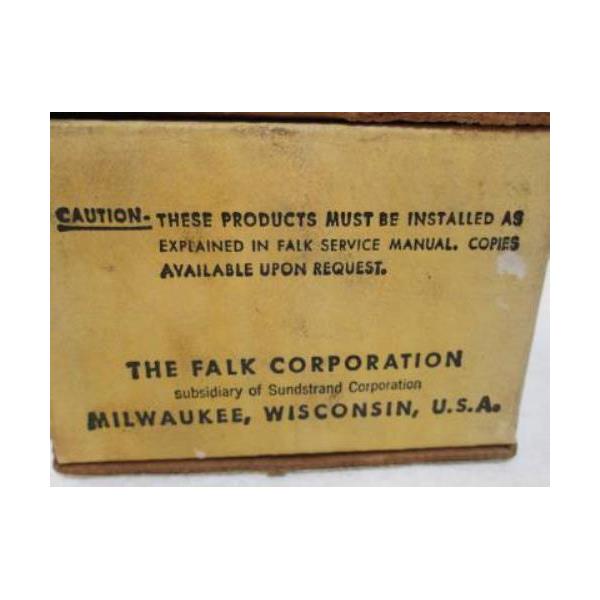 CAUTION- THESE PRODUCTS MUST BE INSTALLED AS
EXPLAINED IN FALK SERVICE MANUAL. COPIES
AVAILABLE UPON REQUEST.
THE FALK CORPORATION
subsidiary of Sundstrand Corporation
MILWAUKEE, WISCONSIN, U.S.A.